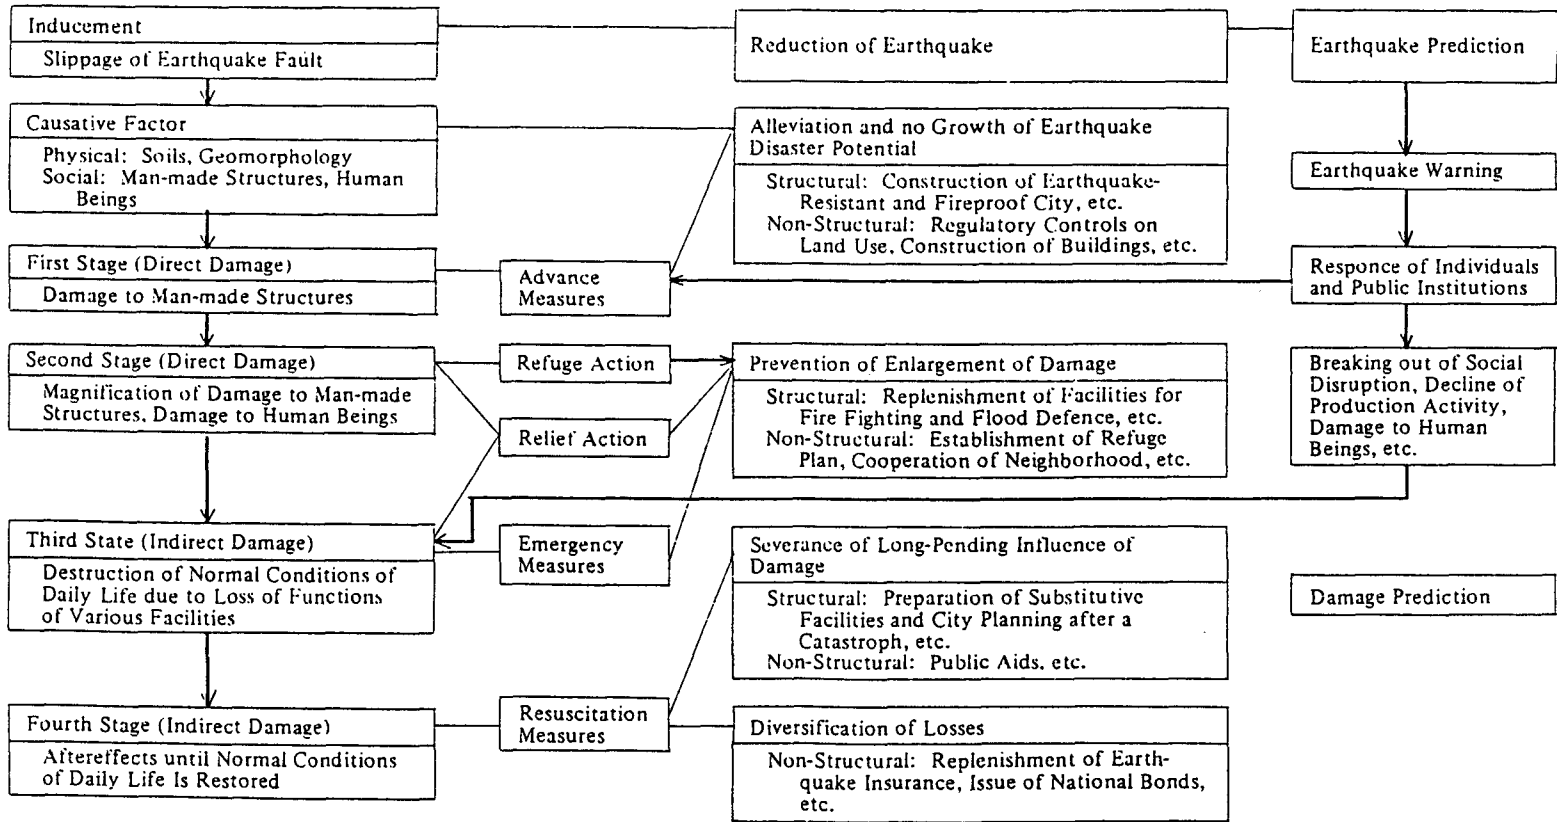 Inducement
Slippage of Earthquake Fault
Causative Factor
Physical: Soils, Geomorphology
Social: Man-made Structures, Human
Beings
First Stage (Direct Damage)
Damage to Man-made Structures
Second Stage (Direct Damage)
Magnification of Damage to Man-made
Structures, Damage to Human Beings
Third State (Indirect Damage)
Destruction of Normal Conditions of
Daily Life due to Loss of Functions
of Various Facilities
Fourth Stage (Indirect Damage)
Aftereffects until Normal Conditions
of Daily Life Is Restored
Advance
Measures
Refuge Action
Relief Action
Emergency
Measures
Resuscitation
Measures
Reduction of Earthquake
Alleviation and no Growth of Earthquake
Disaster Potential
Structural: Construction of Earthquake-
Resistant and Fireproof City, etc.
Non-Structural: Regulatory Controls on
Land Use, Construction of Buildings, etc.
Prevention of Enlargement of Damage
Structural: Replenishment of Facilities for
Fire Fighting and Flood Defence, etc.
Non-Structural: Establishment of Refuge
Plan, Cooperation of Neighborhood, etc.
Severance of Long-Pending Influence of
Damage
Structural: Preparation of Substitutive
Facilities and City Planning after a
Catastroph, etc.
Non-Structural: Public Aids, etc.
Diversification of Losses
Non-Structural: Replenishment of Earth-
quake Insurance, Issue of National Bonds,
etc.
Earthquake Prediction
Earthquake Warning
Responce of Individuals
and Public Institutions
Breaking out of Social
Disruption, Decline of
Production Activity,
Damage to Human
Beings, etc.
Damage Prediction